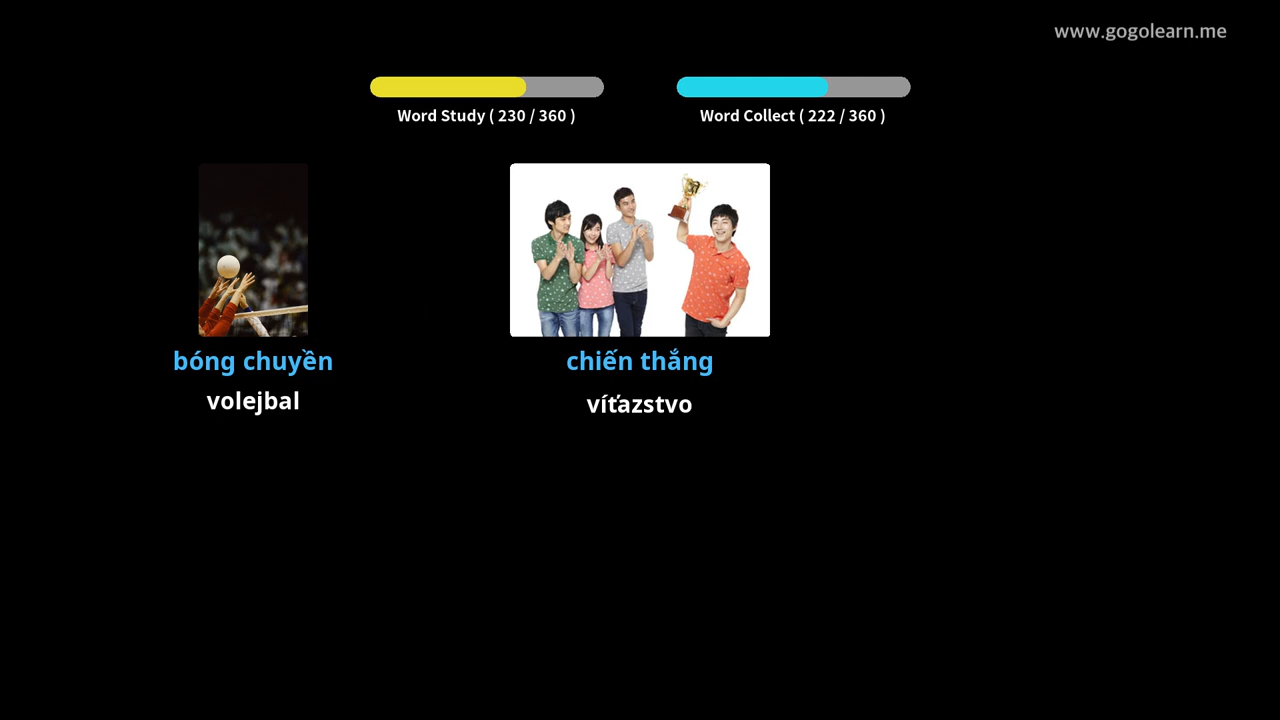 www.gogolearn.me
Word Study ( 230 / 360 )
Word Collect ( 222 / 360 )
bóng chuyền
volejbal
chiến thắng
víťazstvo